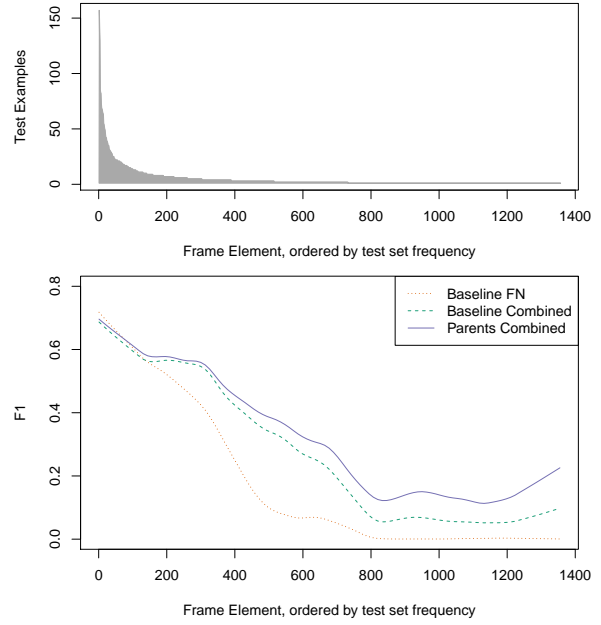 Test Examples
150
100
50
0
0 200 400 600 800 1000 1200 1400
Frame Element, ordered by test set frequency
F1
0.8
0.6
0.4
0.2
0.0
Baseline FN
Baseline Combined
Parents Combined
0 200 400 600 800 1000 1200 1400
Frame Element, ordered by test set frequency